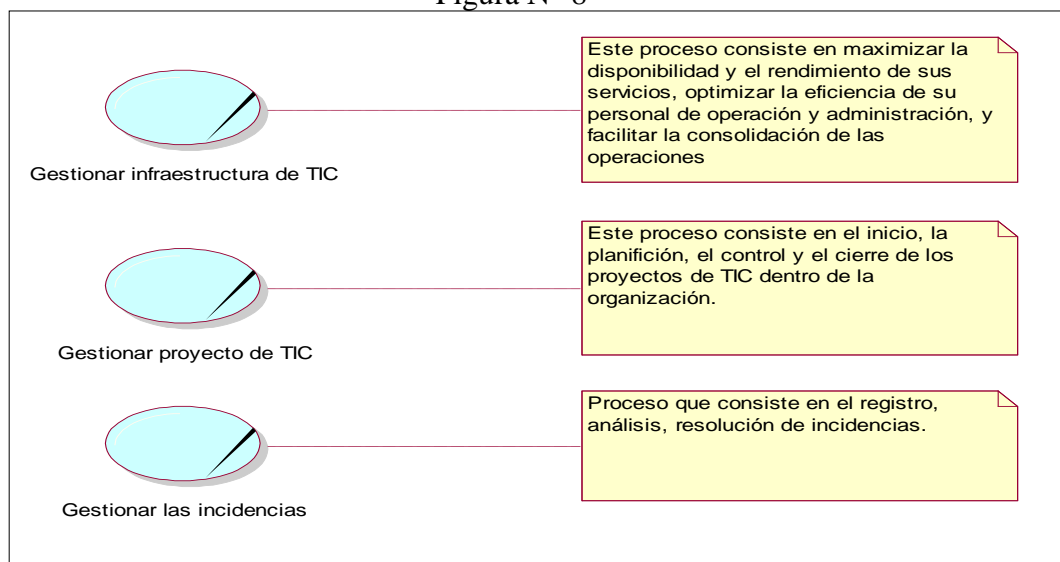 Figura N° 8
Este proceso consiste en maximizar la
disponibilidad y el rendimiento de sus
servicios, optimizar la eficiencia de su
personal de operación y administración, y
facilitar la consolidación de las
operaciones
Gestionar infraestructura de TIC
Este proceso consiste en el inicio, la
planifición, el control y el cierre de los
proyectos de TIC dentro de la
organización.
Gestionar proyecto de TIC
Proceso que consiste en el registro,
análisis, resolución de incidencias.
Gestionar las incidencias